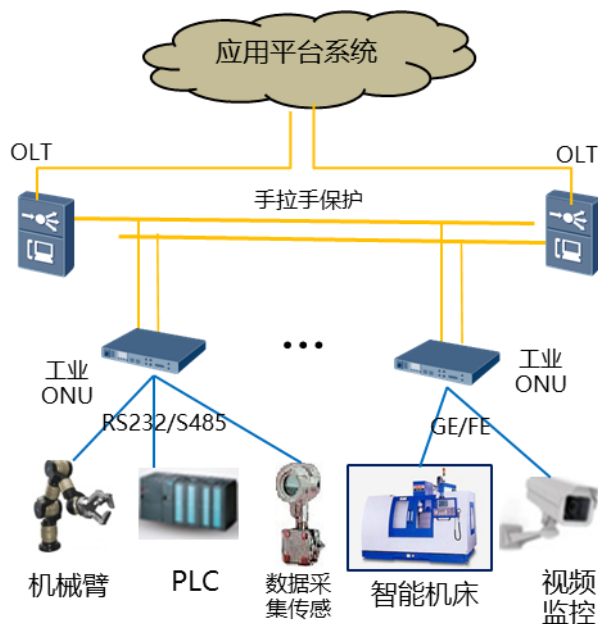 应用平台系统
OLT
OLT
手拉手保护
工业
ONU
...
工业
ONU
RS232/S485
GE/FE
机械臂
PLC
数据采
集传感
智能机床
视频
监控